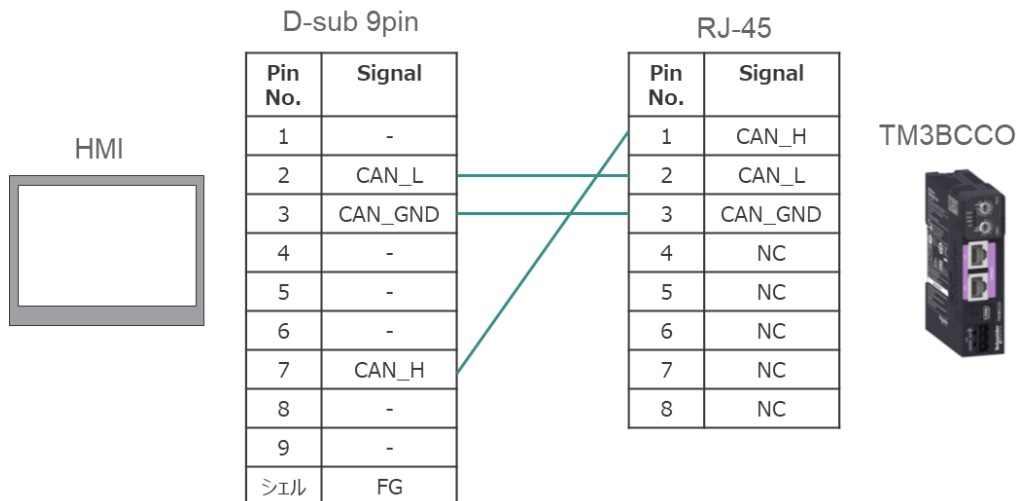 D-sub 9pin
Pin No. Signal
1 -
2 CAN_L
3 CAN_GND
4 -
5 -
6 -
7 CAN_H
8 -
9 -
シェル FG
RJ-45
Pin No. Signal
1 CAN_H
2 CAN_L
3 CAN_GND
4 NC
5 NC
6 NC
7 NC
8 NC
HMI
TM3BCCO